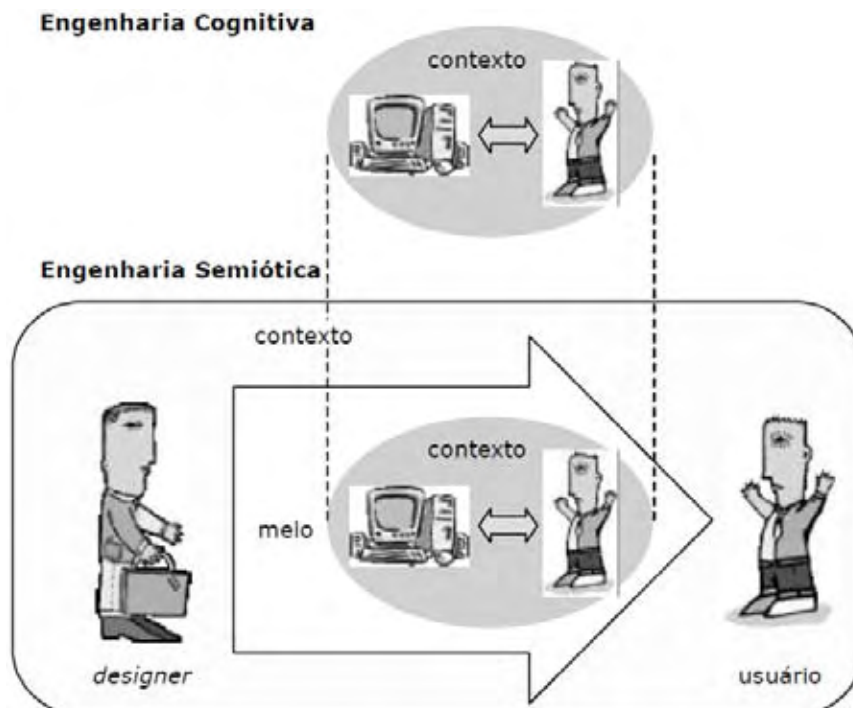 Engenharia Cognitiva
contexto
Engenharia Semiótica
contexto
contexto
meio
designer
usuário